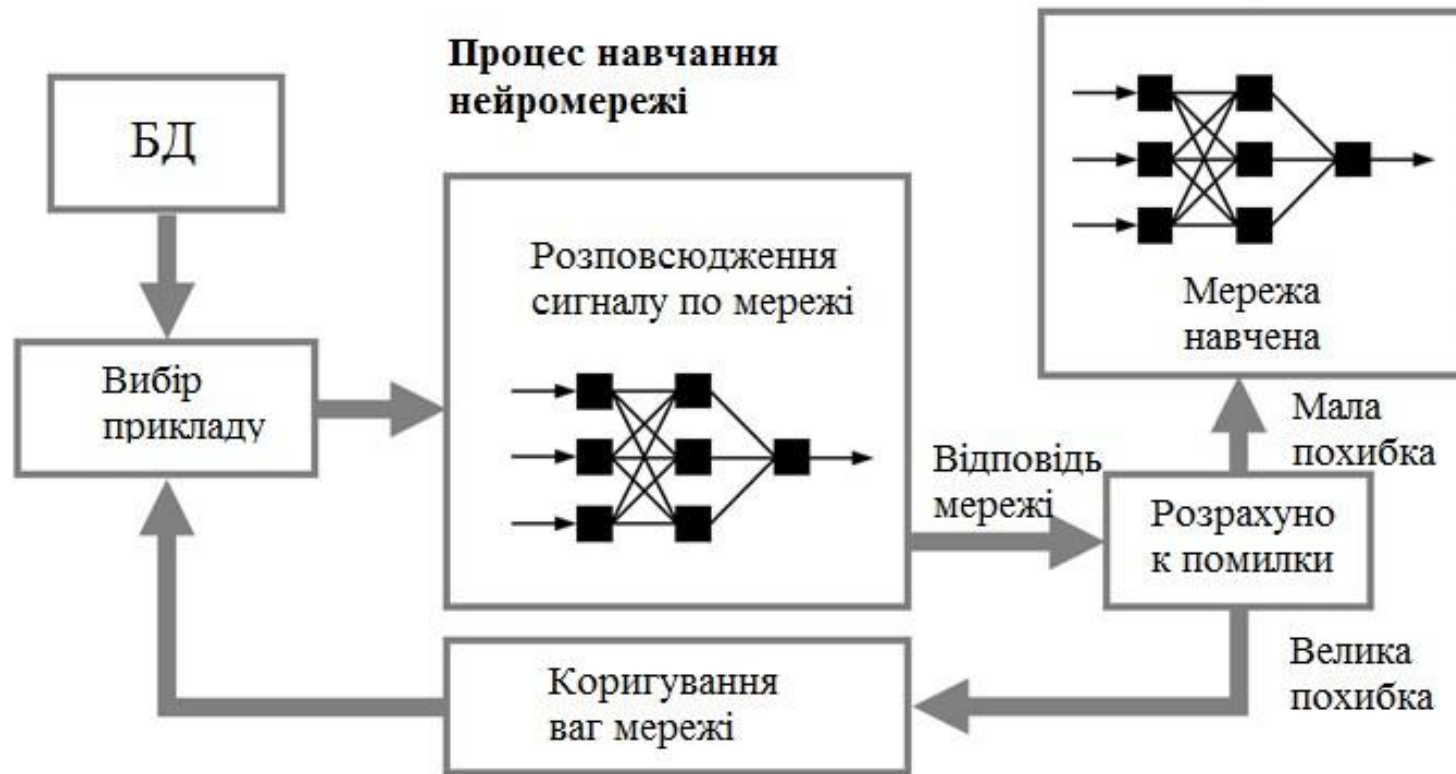 Процес навчання
нейромережі
БД
Вибір
прикладу
Розповсюдження
сигналу по мережі
Відповідь
мережі
Розрахуно
к помилки
Мала
похибка
Мережа
навчена
Велика
похибка
Коригування
ваг мережі